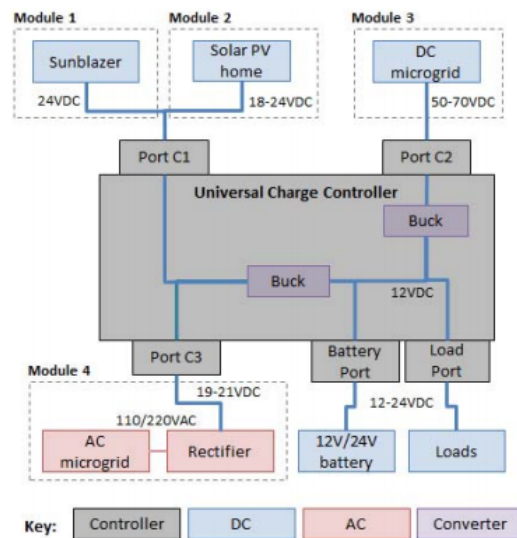 Module 1
Module 2
Module 3
Sunblazer
Solar PV
home
DC
microgrid
24VDC
18-24VDC
50-70VDC
Port C1
Port C2
Universal Charge Controller
Buck
Buck
12VDC
Port C3
Battery
Port
Load
Port
Module 4
19-21VDC
12-24VDC
110/220VAC
AC
microgrid
Rectifier
12V/24V
battery
Loads
Key:
Controller
DC
AC
Converter